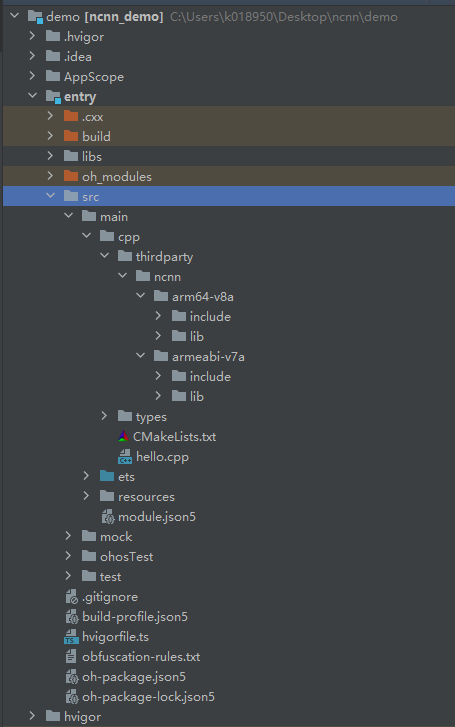 demo [ncnn_demo] C:\Users\k018950\Desktop\ncnn\demo
.hvigor
.idea
AppScope
entry
.cxx
build
libs
oh_modules
src
main
cpp
thirdparty
ncnn
arm64-v8a
include
lib
armeabi-v7a
include
lib
types
CMakeLists.txt
hello.cpp
ets
resources
module.json5
mock
ohosTest
test
.gitignore
build-profile.json5
hvigorfile.ts
obfuscation-rules.txt
oh-package.json5
oh-package-lock.json5
hvigor